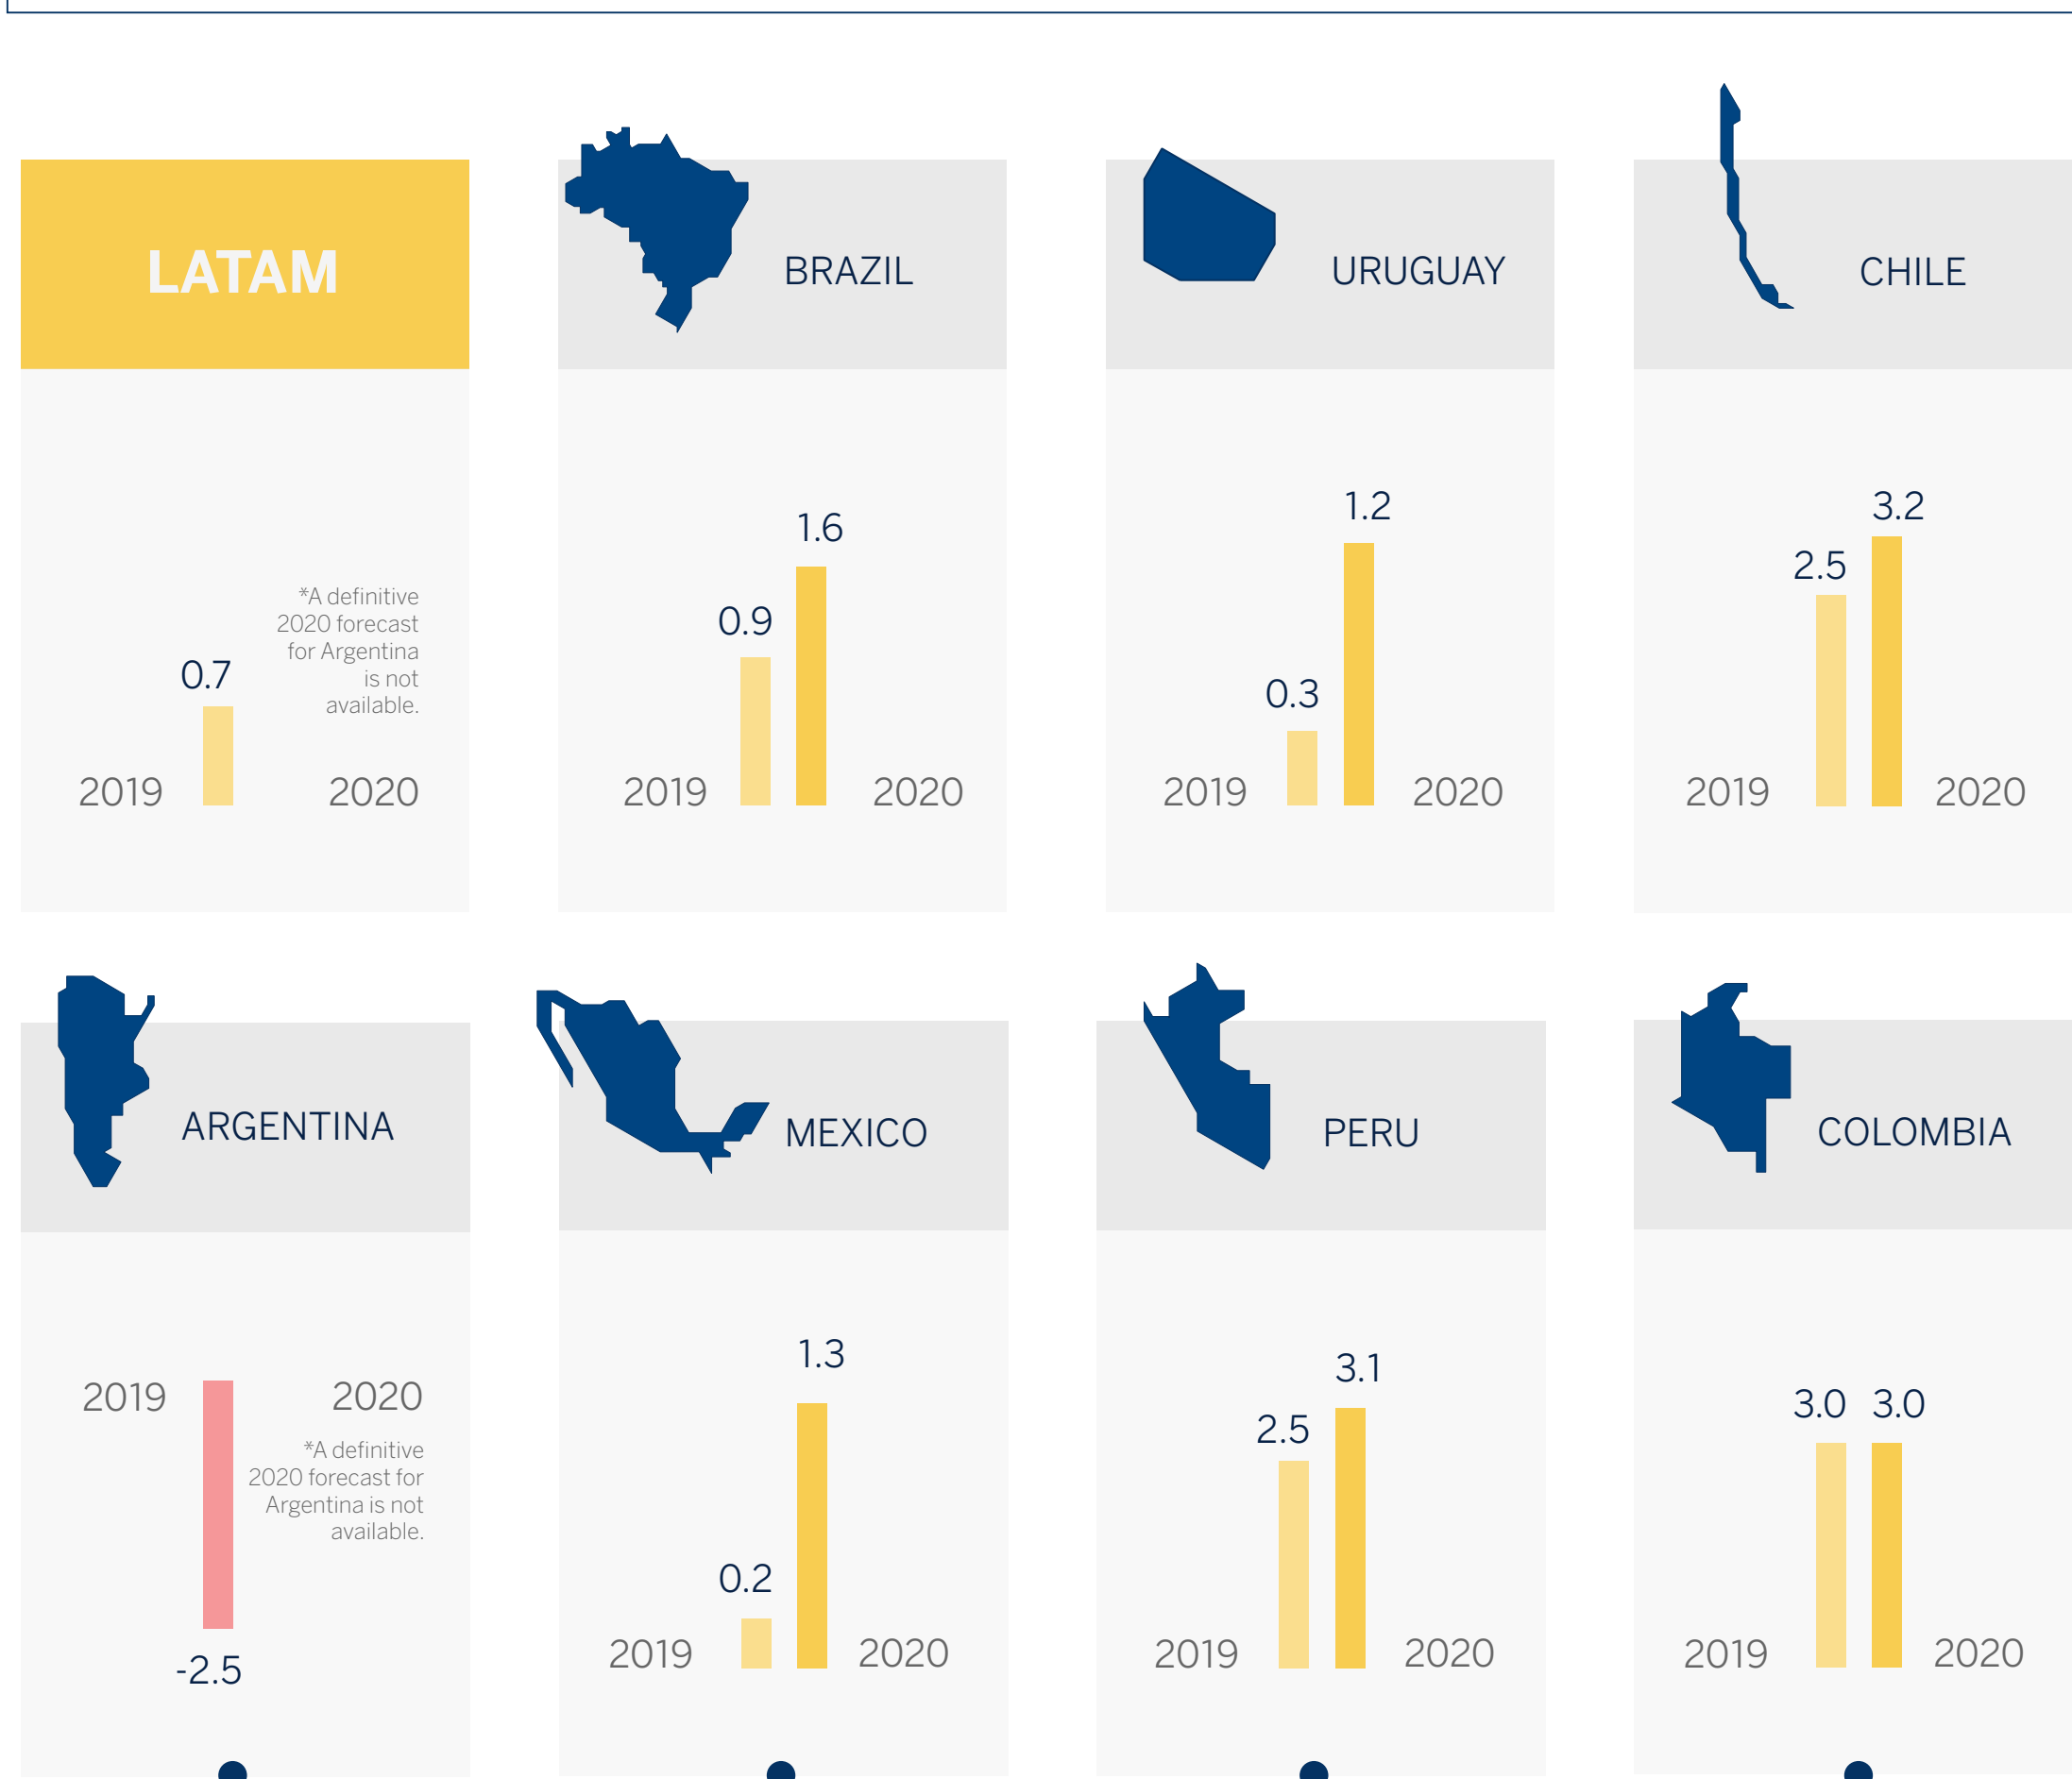 LATAM
0.7
*A definitive
2020 forecast
for Argentina
is not
available.
2019
2020
BRAZIL
1.6
0.9
2019
2020
URUGUAY
1.2
0.3
2019
2020
CHILE
3.2
2.5
2019
2020
ARGENTINA
2019
2020
*A definitive
2020 forecast for
Argentina is not
available.
-2.5
MEXICO
1.3
0.2
2019
2020
PERU
3.1
2.5
2019
2020
COLOMBIA
3.0 3.0
2019
2020